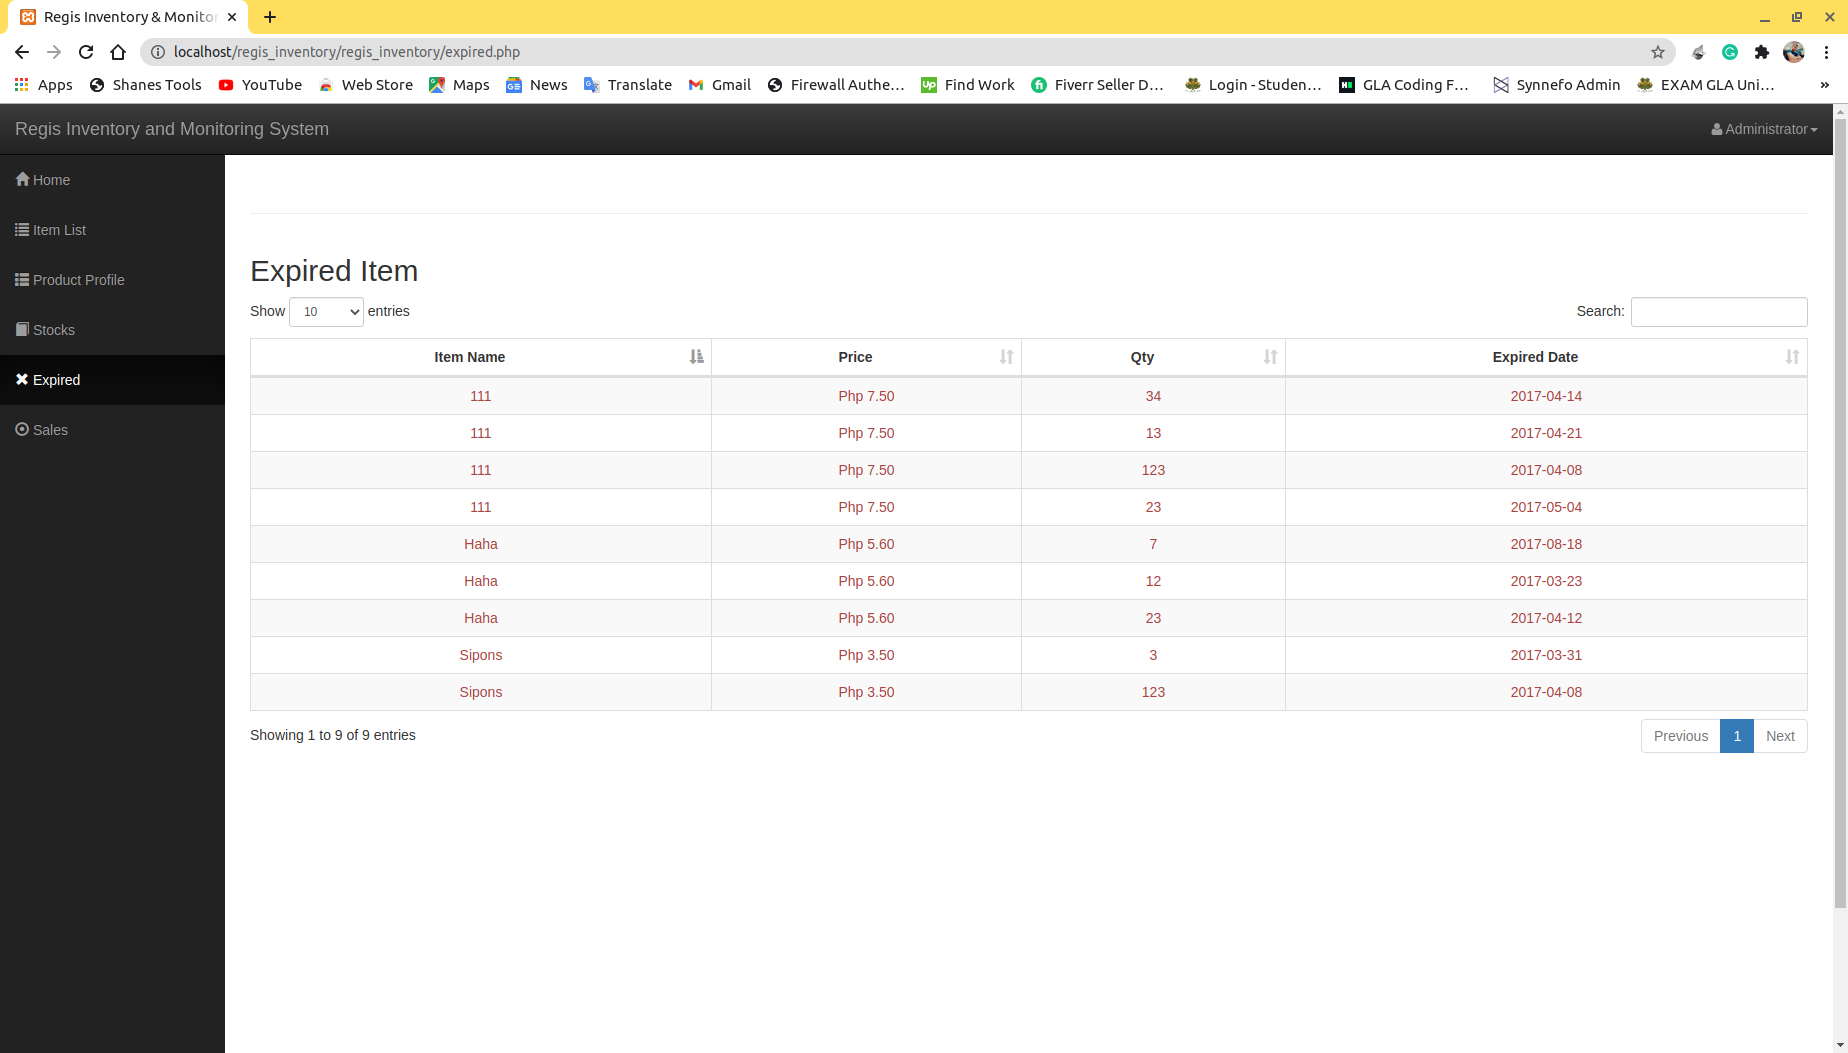 Regis Inventory & Monito
localhost/regis_inventory/regis_inventory/expired.php
Apps Shanes Tools YouTube Web Store Maps News Translate Gmail Firewall Authe... Find Work Fiverr Seller D... Login - Studen... GLA Coding F... Synnefo Admin EXAM GLA Uni... »
Regis Inventory and Monitoring System Administrator
Home
Item List
Product Profile
Stocks
Expired
Sales
Expired Item
Show 10 entries Search:
Item Name Price Qty Expired Date
111 Php 7.50 34 2017-04-14
111 Php 7.50 13 2017-04-21
111 Php 7.50 123 2017-04-08
111 Php 7.50 23 2017-05-04
Haha Php 5.60 7 2017-08-18
Haha Php 5.60 12 2017-03-23
Haha Php 5.60 23 2017-04-12
Sipons Php 3.50 3 2017-03-31
Sipons Php 3.50 123 2017-04-08
Showing 1 to 9 of 9 entries Previous 1 Next